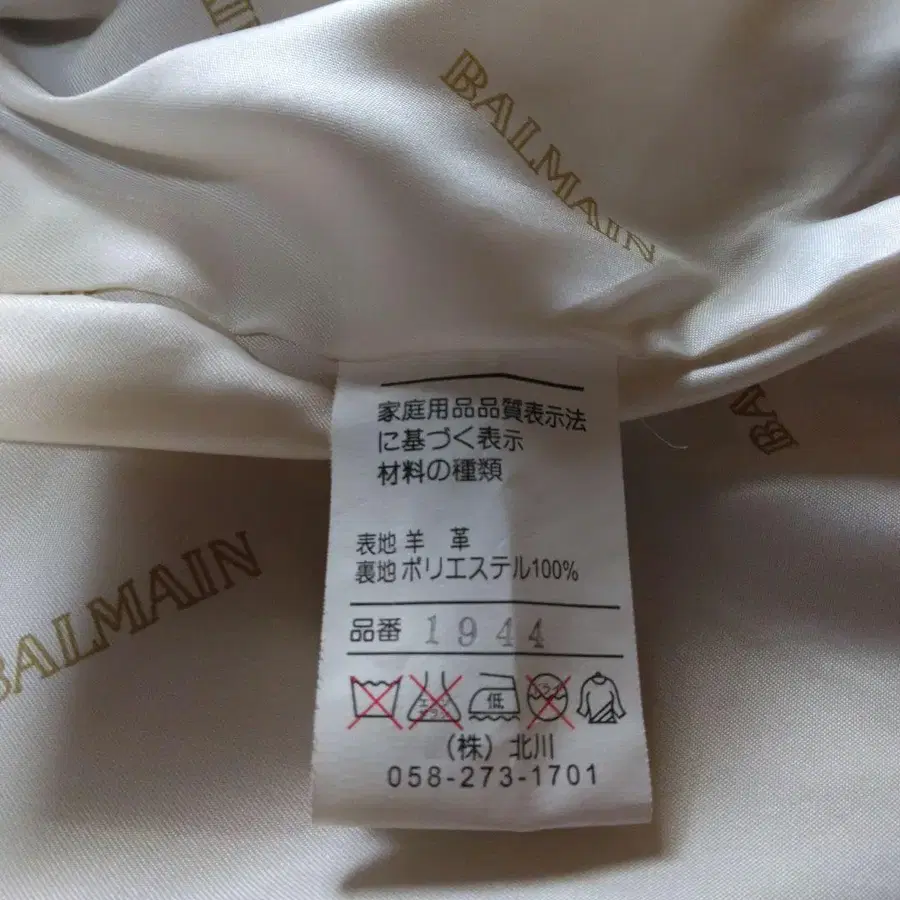 BALMAIN
家庭用品品質表示法
に基づく表示
材料の種類
表地 羊 革
裏地 ポリエステル100%
BALMAIN
品番 1944
低
(株) 北川
058-273-1701